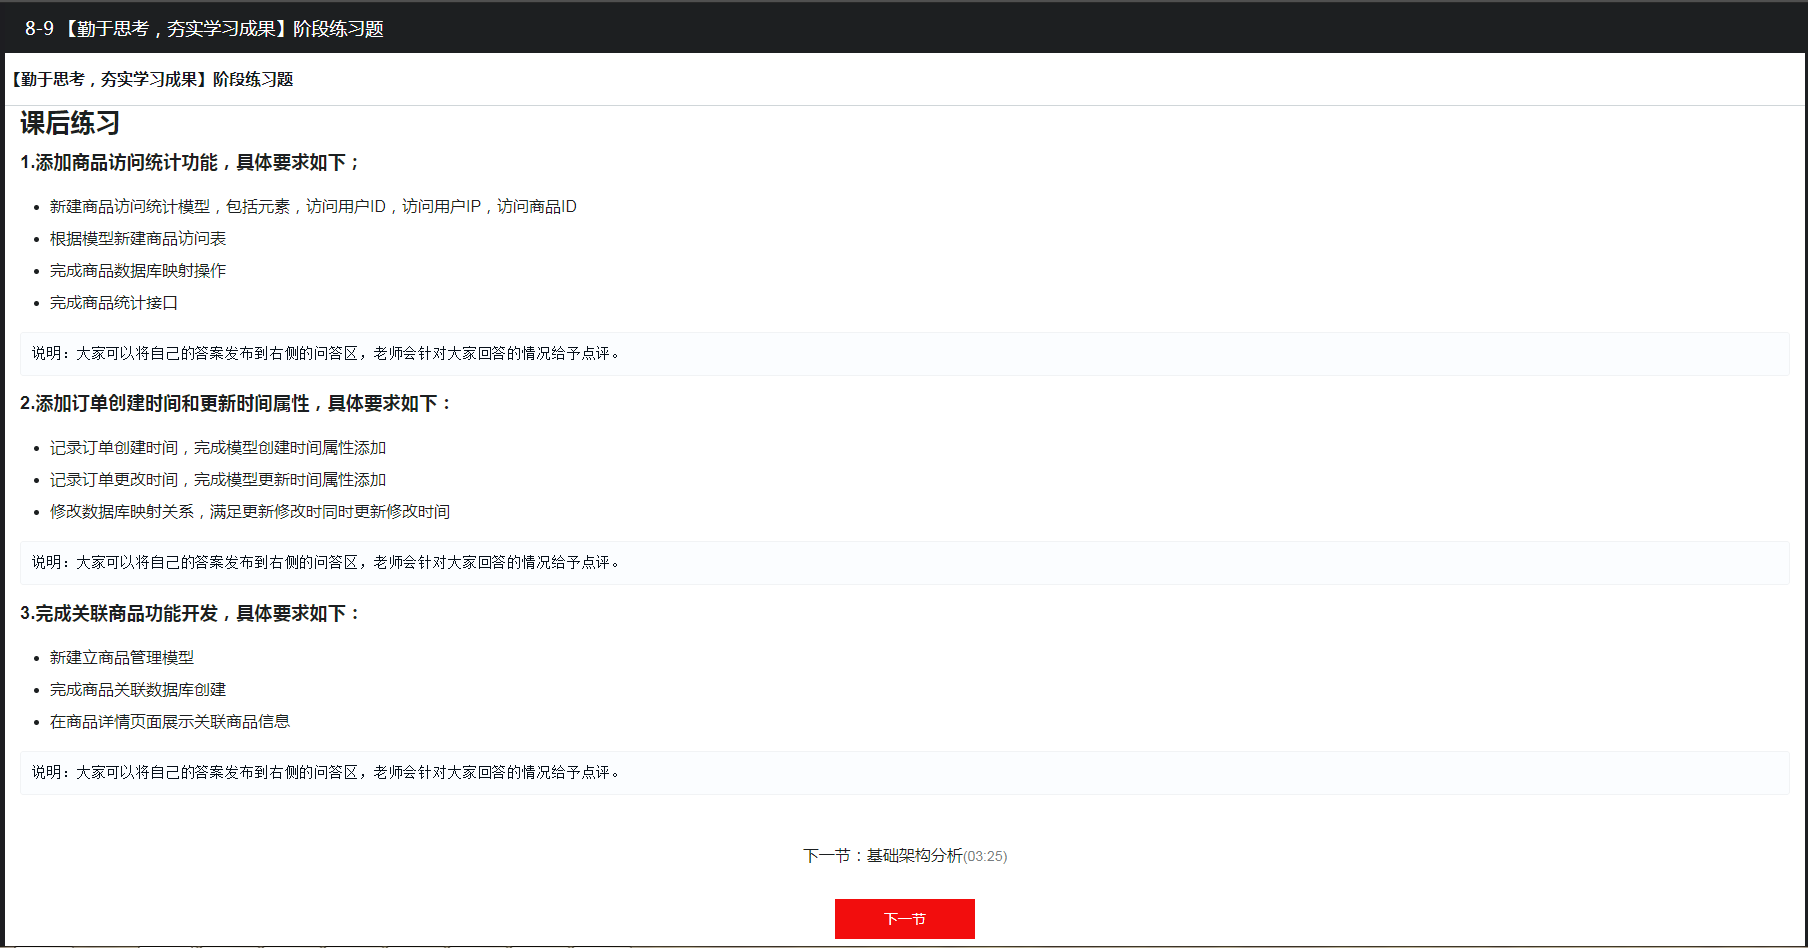 8-9 【勤于思考，夯实学习成果】阶段练习题
【勤于思考，夯实学习成果】阶段练习题
课后练习
1.添加商品访问统计功能，具体要求如下；
新建商品访问统计模型，包括元素，访问用户ID，访问用户IP，访问商品ID
根据模型新建商品访问表
完成商品数据库映射操作
完成商品统计接口
说明：大家可以将自己的答案发布到右侧的问答区，老师会针对大家回答的情况给予点评。
2.添加订单创建时间和更新时间属性，具体要求如下：
记录订单创建时间，完成模型创建时间属性添加
记录订单更改时间，完成模型更新时间属性添加
修改数据库映射关系，满足更新修改时同时更新修改时间
说明：大家可以将自己的答案发布到右侧的问答区，老师会针对大家回答的情况给予点评。
3.完成关联商品功能开发，具体要求如下：
新建立商品管理模型
完成商品关联数据库创建
在商品详情页面展示关联商品信息
说明：大家可以将自己的答案发布到右侧的问答区，老师会针对大家回答的情况给予点评。
下一节：基础架构分析(03:25)
下一节